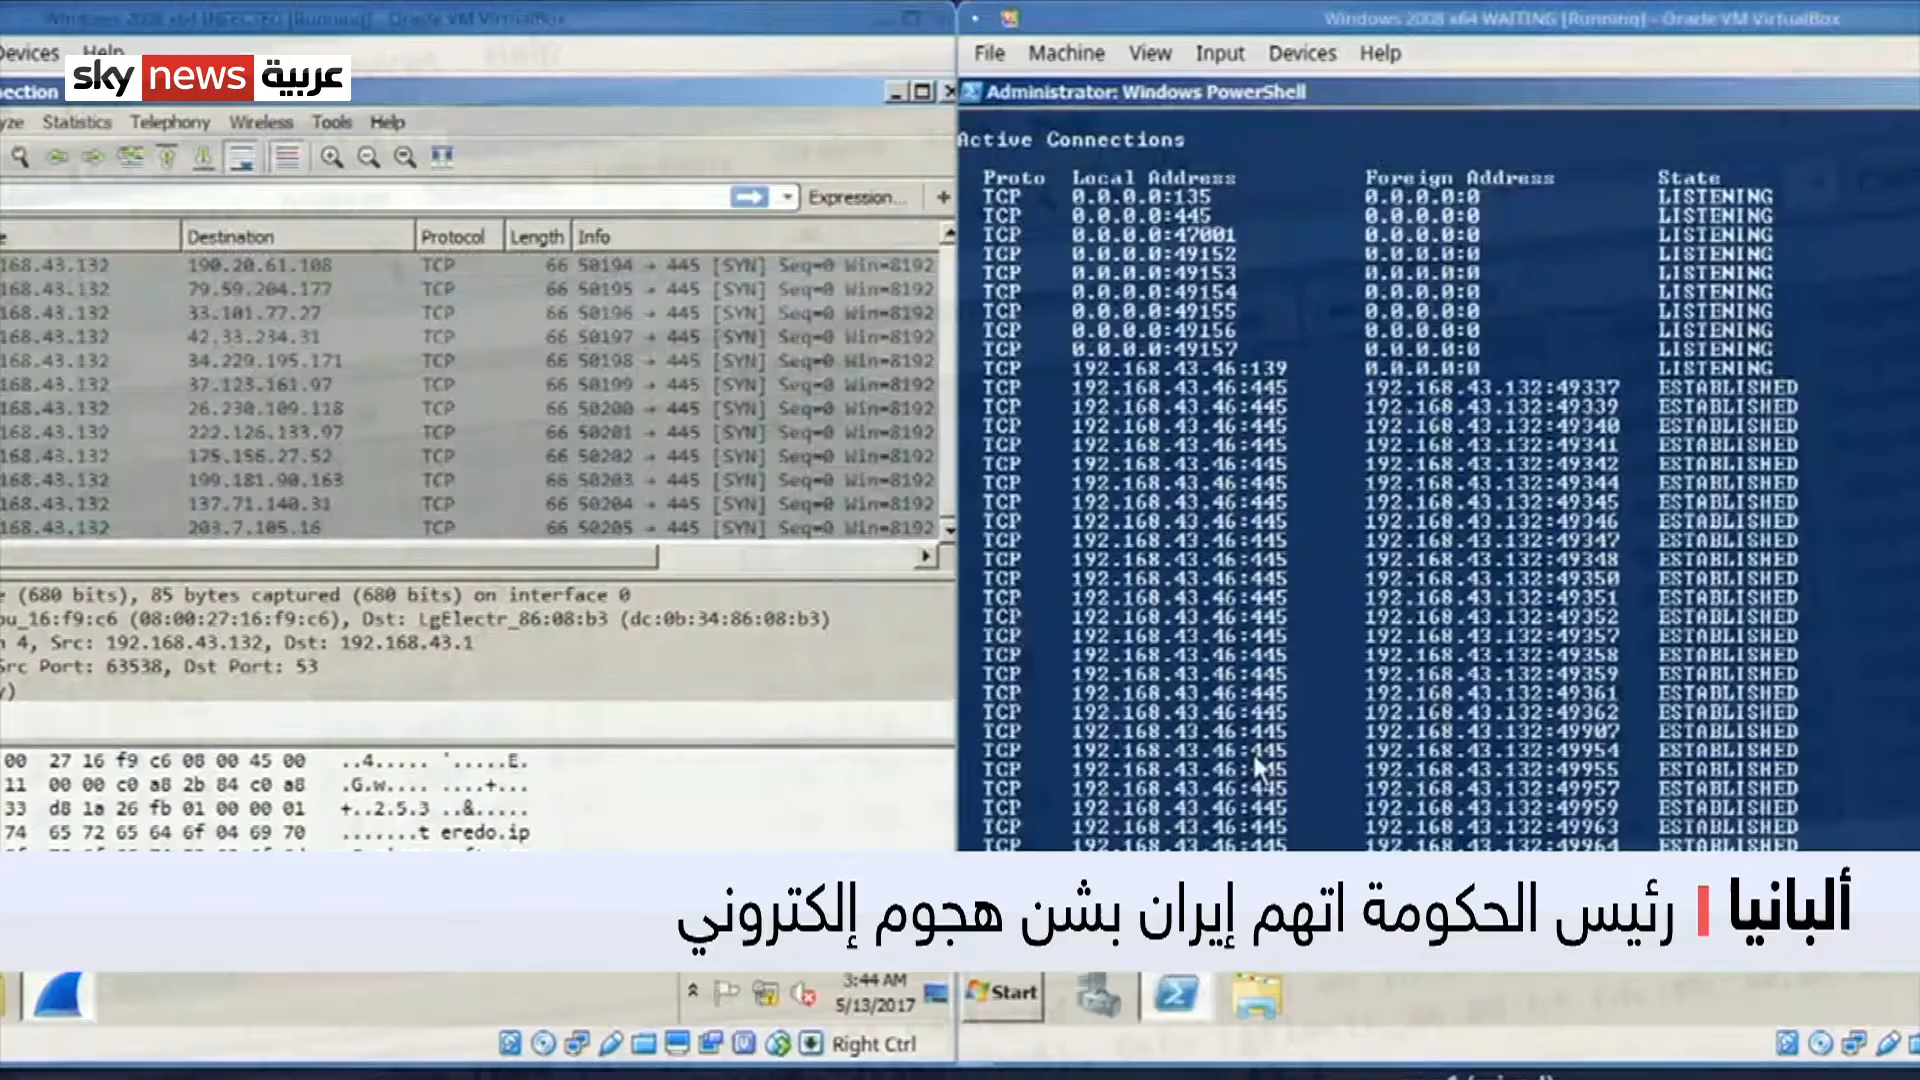 Windows 2008 x64 INFECTED [Running] - Oracle VM VirtualBox
Devices Help
sky news عربية
Statistics Telephony Wireless Tools Help
Expression... +
Destination Protocol Length Info
168.43.132 190.20.61.108 TCP 66 50194 → 445 [SYN] Seq=0 Win=8192
168.43.132 79.59.204.177 TCP 66 50195 → 445 [SYN] Seq=0 Win=8192
168.43.132 33.101.77.27 TCP 66 50196 → 445 [SYN] Seq=0 Win=8192
168.43.132 42.33.234.31 TCP 66 50197 → 445 [SYN] Seq=0 Win=8192
168.43.132 34.229.195.171 TCP 66 50198 → 445 [SYN] Seq=0 Win=8192
168.43.132 37.123.161.97 TCP 66 50199 → 445 [SYN] Seq=0 Win=8192
168.43.132 26.230.109.118 TCP 66 50200 → 445 [SYN] Seq=0 Win=8192
168.43.132 222.126.133.97 TCP 66 50201 → 445 [SYN] Seq=0 Win=8192
168.43.132 175.156.27.52 TCP 66 50202 → 445 [SYN] Seq=0 Win=8192
168.43.132 199.181.90.163 TCP 66 50203 → 445 [SYN] Seq=0 Win=8192
168.43.132 137.71.140.31 TCP 66 50204 → 445 [SYN] Seq=0 Win=8192
168.43.132 203.7.105.16 TCP 66 50205 → 445 [SYN] Seq=0 Win=8192
(680 bits), 85 bytes captured (680 bits) on interface 0
_16:f9:c6 (08:00:27:16:f9:c6), Dst: LgElectr_86:08:b3 (dc:0b:34:86:08:b3)
4, Src: 192.168.43.132, Dst: 192.168.43.1
Src Port: 63538, Dst Port: 53
00 27 16 f9 c6 08 00 45 00 ..4..... '.....E.
11 00 00 c0 a8 2b 84 c0 a8 .G.w.... ....+...
33 d8 1a 26 fb 01 00 00 01 +..2.5.3 ..&.....
74 65 72 65 64 6f 04 69 70 .......t eredo.ip
Windows 2008 x64 WAITING [Running] - Oracle VM VirtualBox
File Machine View Input Devices Help
Administrator: Windows PowerShell
Active Connections
Proto Local Address Foreign Address State
TCP 0.0.0.0:135 0.0.0.0:0 LISTENING
TCP 0.0.0.0:445 0.0.0.0:0 LISTENING
TCP 0.0.0.0:47001 0.0.0.0:0 LISTENING
TCP 0.0.0.0:49152 0.0.0.0:0 LISTENING
TCP 0.0.0.0:49153 0.0.0.0:0 LISTENING
TCP 0.0.0.0:49154 0.0.0.0:0 LISTENING
TCP 0.0.0.0:49155 0.0.0.0:0 LISTENING
TCP 0.0.0.0:49156 0.0.0.0:0 LISTENING
TCP 0.0.0.0:49157 0.0.0.0:0 LISTENING
TCP 192.168.43.46:139 0.0.0.0:0 LISTENING
TCP 192.168.43.46:445 192.168.43.132:49337 ESTABLISHED
TCP 192.168.43.46:445 192.168.43.132:49339 ESTABLISHED
TCP 192.168.43.46:445 192.168.43.132:49340 ESTABLISHED
TCP 192.168.43.46:445 192.168.43.132:49341 ESTABLISHED
TCP 192.168.43.46:445 192.168.43.132:49342 ESTABLISHED
TCP 192.168.43.46:445 192.168.43.132:49344 ESTABLISHED
TCP 192.168.43.46:445 192.168.43.132:49345 ESTABLISHED
TCP 192.168.43.46:445 192.168.43.132:49346 ESTABLISHED
TCP 192.168.43.46:445 192.168.43.132:49347 ESTABLISHED
TCP 192.168.43.46:445 192.168.43.132:49348 ESTABLISHED
TCP 192.168.43.46:445 192.168.43.132:49350 ESTABLISHED
TCP 192.168.43.46:445 192.168.43.132:49351 ESTABLISHED
TCP 192.168.43.46:445 192.168.43.132:49352 ESTABLISHED
TCP 192.168.43.46:445 192.168.43.132:49357 ESTABLISHED
TCP 192.168.43.46:445 192.168.43.132:49358 ESTABLISHED
TCP 192.168.43.46:445 192.168.43.132:49359 ESTABLISHED
TCP 192.168.43.46:445 192.168.43.132:49361 ESTABLISHED
TCP 192.168.43.46:445 192.168.43.132:49362 ESTABLISHED
TCP 192.168.43.46:445 192.168.43.132:49907 ESTABLISHED
TCP 192.168.43.46:445 192.168.43.132:49954 ESTABLISHED
TCP 192.168.43.46:445 192.168.43.132:49955 ESTABLISHED
TCP 192.168.43.46:445 192.168.43.132:49957 ESTABLISHED
TCP 192.168.43.46:445 192.168.43.132:49959 ESTABLISHED
TCP 192.168.43.46:445 192.168.43.132:49963 ESTABLISHED
TCP 192.168.43.46:445 192.168.43.132:49964 ESTABLISHED
ألبانيا رئيس الحكومة اتهم إيران بشن هجوم إلكتروني
3:44 AM
5/13/2017
Start
Right Ctrl